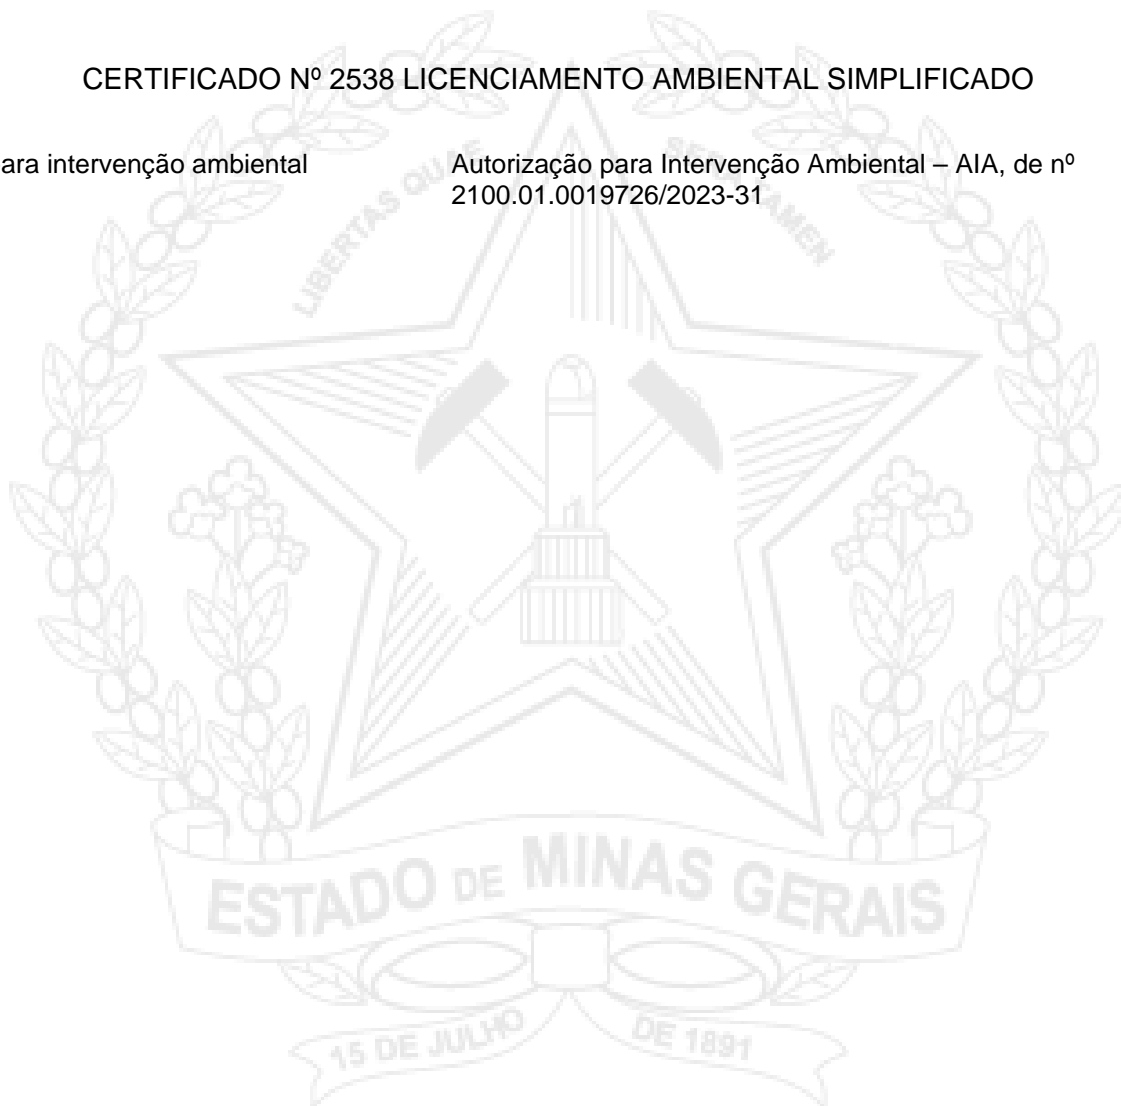 CERTIFICADO Nº 2538 LICENCIAMENTO AMBIENTAL SIMPLIFICADO
ara intervenção ambiental
Autorização para Intervenção Ambiental – AIA, de nº
2100.01.0019726/2023-31
LIBERTAS QUAE SERA TAMEN
ESTADO DE MINAS GERAIS
15 DE JULHO DE 1891